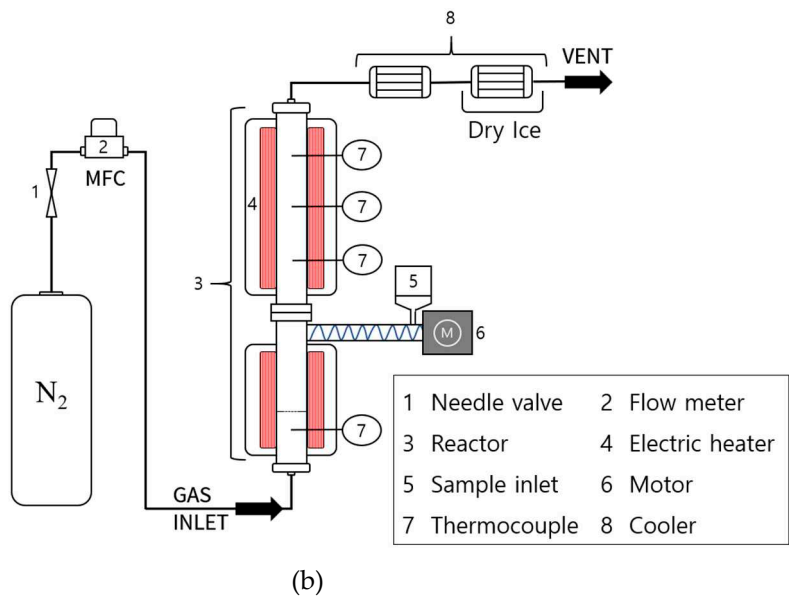 8
VENT
Dry Ice
3
2
MFC
1
7
4
7
7
5
M
6
N2
7
GAS
INLET
1 Needle valve 2 Flow meter
3 Reactor 4 Electric heater
5 Sample inlet 6 Motor
7 Thermocouple 8 Cooler
(b)